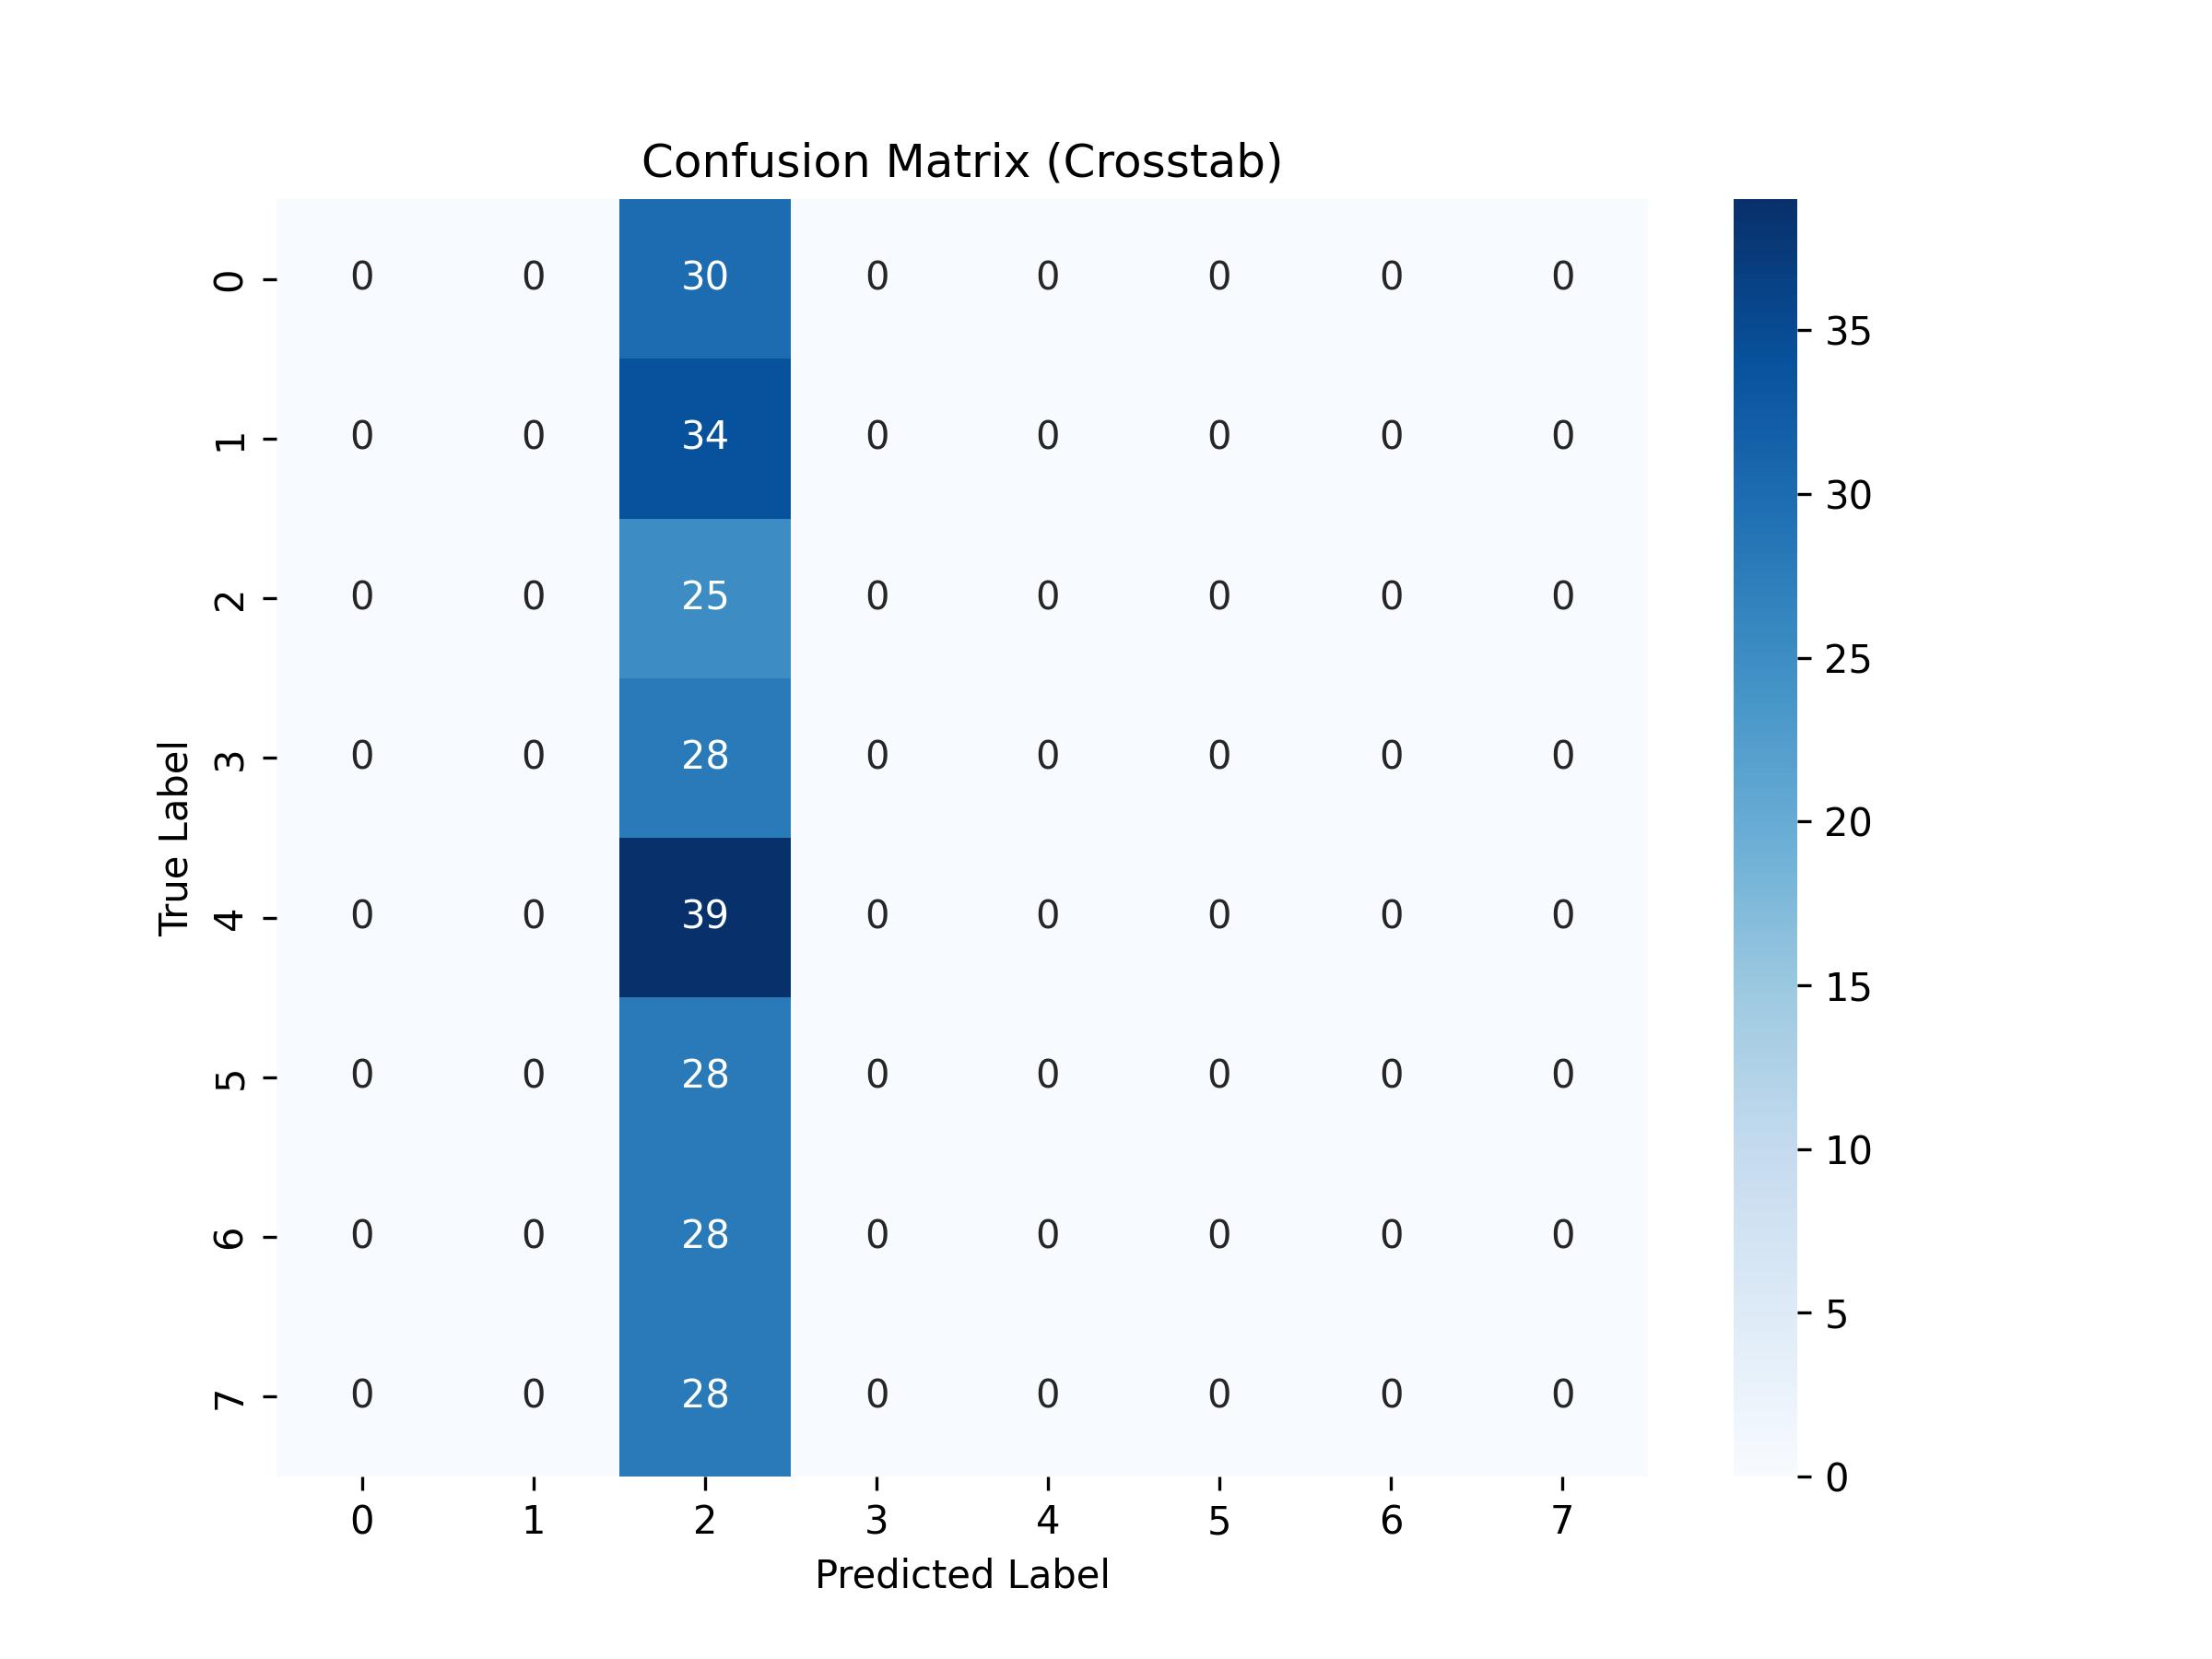 Confusion Matrix (Crosstab)
True Label
0 0 0 30 0 0 0 0 0
1 0 0 34 0 0 0 0 0
2 0 0 25 0 0 0 0 0
3 0 0 28 0 0 0 0 0
4 0 0 39 0 0 0 0 0
5 0 0 28 0 0 0 0 0
6 0 0 28 0 0 0 0 0
7 0 0 28 0 0 0 0 0
0 1 2 3 4 5 6 7
Predicted Label
35
30
25
20
15
10
5
0